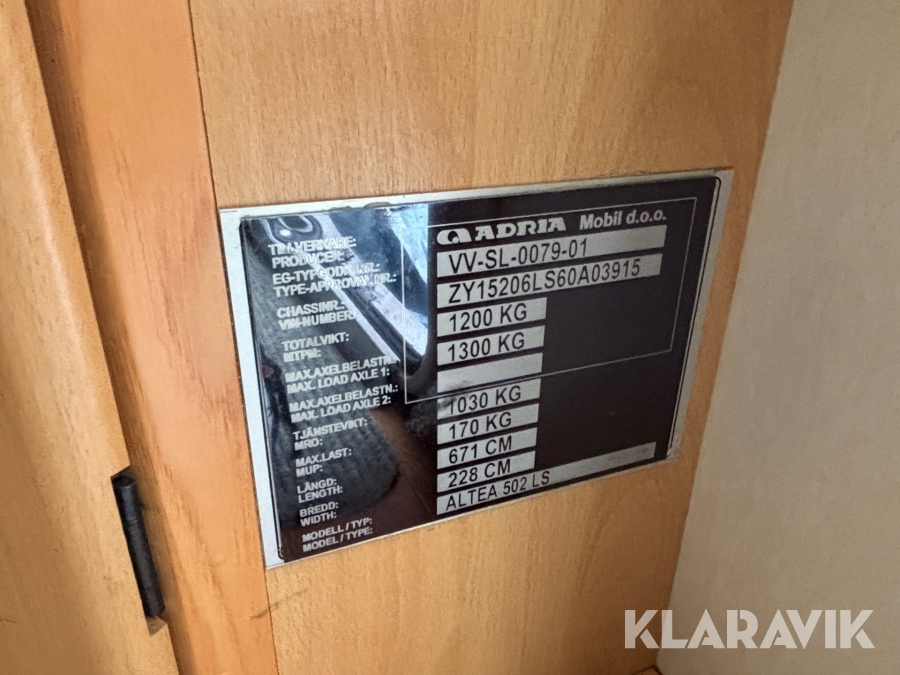 ADRIA Mobil d.o.o.
TILLVERKARE:
PRODUCER:
VV-SL-0079-01
EG-TYPGODK. NR.:
TYPE-APPROVAL NR.:
ZY15206LS60A03915
CHASSINR.:
VIN-NUMBER:
1200 KG
TOTALVIKT:
MTPM:
1300 KG
MAX.AXELBELASTN.:
MAX. LOAD AXLE 1:
MAX.AXELBELASTN.:
MAX. LOAD AXLE 2:
1030 KG
TJÄNSTEVIKT:
MRO:
170 KG
MAX.LAST:
MUP:
671 CM
LÄNGD:
LENGTH:
228 CM
BREDD:
WIDTH:
ALTEA 502 LS
MODELL / TYP:
MODEL / TYPE:
KLARAVIK